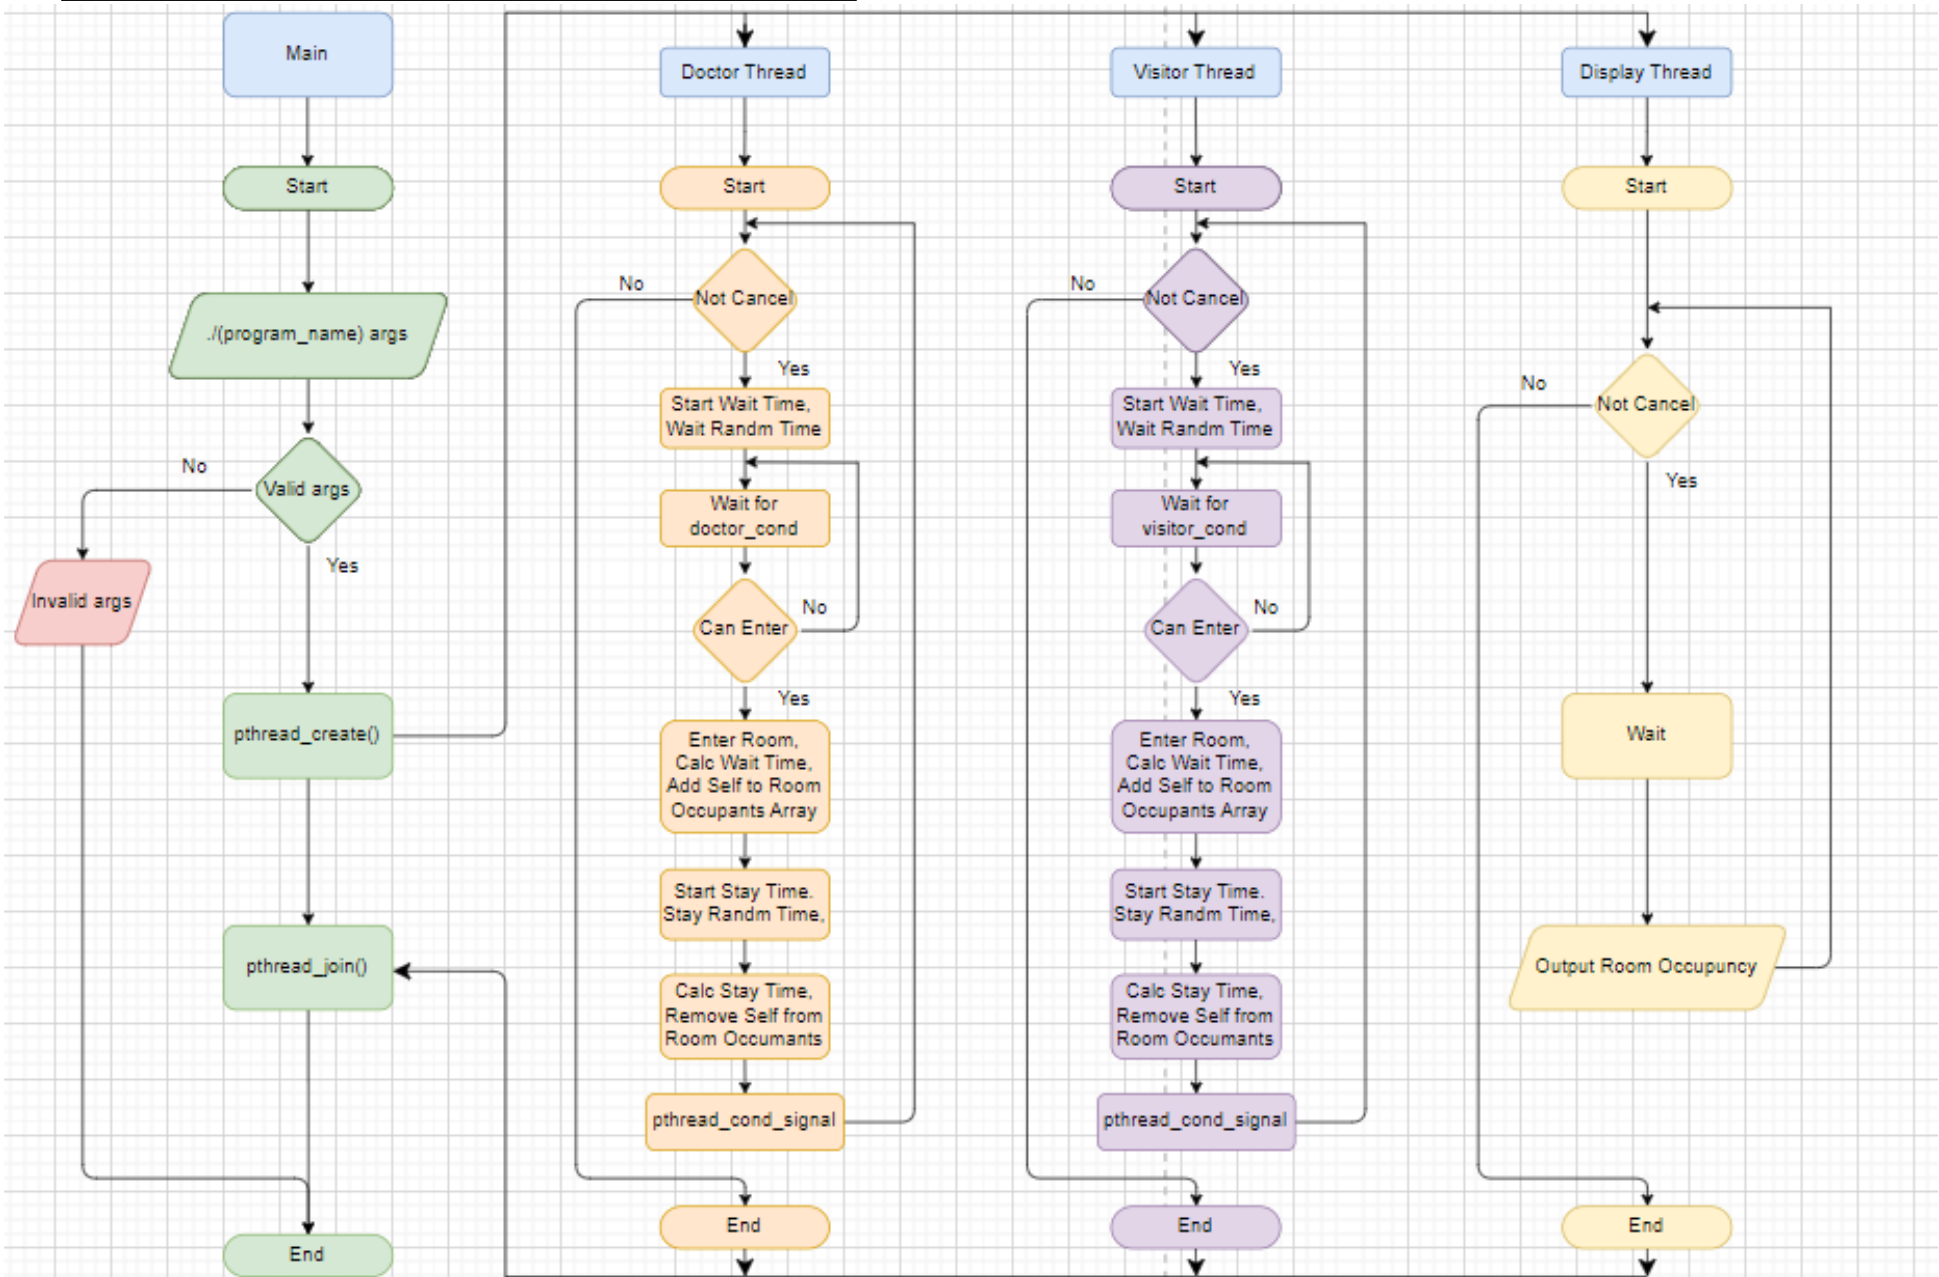 Main
Start
./(program_name) args
Valid args
No
Yes
Invalid args
pthread_create()
pthread_join()
End
Doctor Thread
Start
Not Cancel
No
Yes
Start Wait Time,
Wait Randm Time
Wait for
doctor_cond
Can Enter
No
Yes
Enter Room,
Calc Wait Time,
Add Self to Room
Occupants Array
Start Stay Time.
Stay Randm Time,
Calc Stay Time,
Remove Self from
Room Occumants
pthread_cond_signal
End
Visitor Thread
Start
Not Cancel
No
Yes
Start Wait Time,
Wait Randm Time
Wait for
visitor_cond
Can Enter
No
Yes
Enter Room,
Calc Wait Time,
Add Self to Room
Occupants Array
Start Stay Time.
Stay Randm Time,
Calc Stay Time,
Remove Self from
Room Occumants
pthread_cond_signal
End
Display Thread
Start
Not Cancel
No
Yes
Wait
Output Room Occupuncy
End